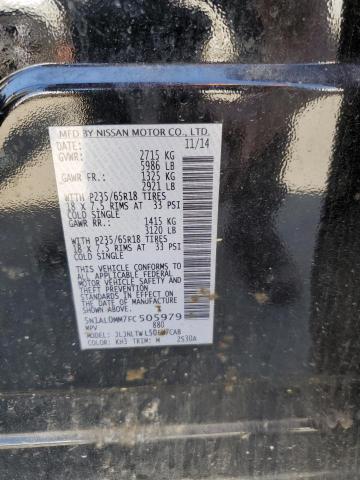 MFD BY NISSAN MOTOR CO., LTD.
DATE: 11/14
GVWR: 2715 KG
5986 LB
GAWR FR: 1325 KG
2921 LB
WITH P235/65R18 TIRES
18 X 7.5 RIMS AT 33 PSI
COLD SINGLE
GAWR RR: 1415 KG
3120 LB
WITH P235/65R18 TIRES
18 X 7.5 RIMS AT 33 PSI
COLD SINGLE
THIS VEHICLE CONFORMS TO
ALL APPLICABLE FEDERAL
MOTOR VEHICLE SAFETY
STANDARDS IN EFFECT ON
THE DATE OF MANUFACTURE
SHOWN ABOVE.
5N1AL0MM7FC505979
MPV 880
MODEL:
COLOR: KH3 TRIM: M 2S30A